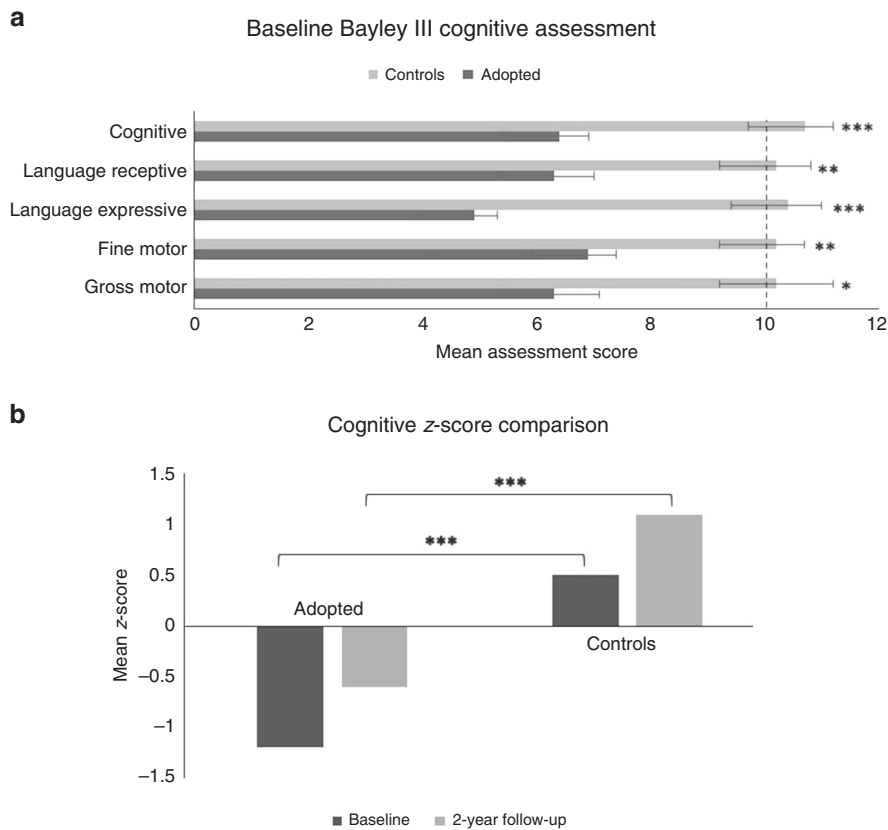 a
Baseline Bayley III cognitive assessment
Controls Adopted
Cognitive ***
Language receptive **
Language expressive ***
Fine motor **
Gross motor *
0 2 4 6 8 10 12
Mean assessment score
b
Cognitive z-score comparison
1.5
***
1
***
0.5
Adopted
0
Controls
Mean z-score
–0.5
–1
–1.5
Baseline 2-year follow-up